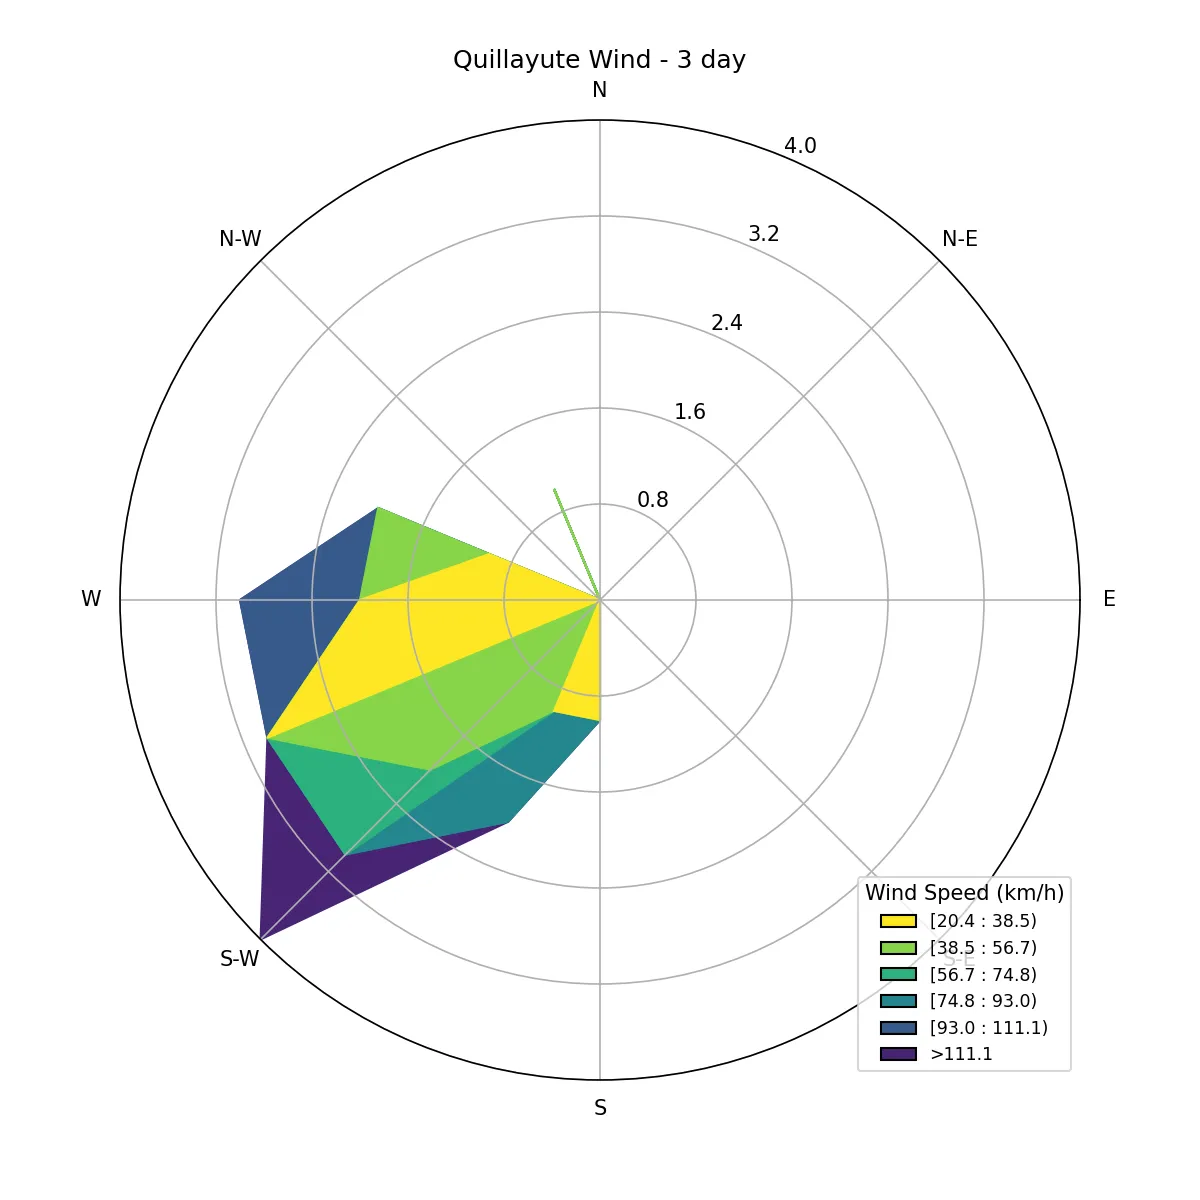 Quillayute Wind - 3 day
N
4.0
N-W
3.2
N-E
2.4
1.6
0.8
W
E
S-W
S-E
S
Wind Speed (km/h)
[20.4 : 38.5)
[38.5 : 56.7)
[56.7 : 74.8)
[74.8 : 93.0)
[93.0 : 111.1)
>111.1